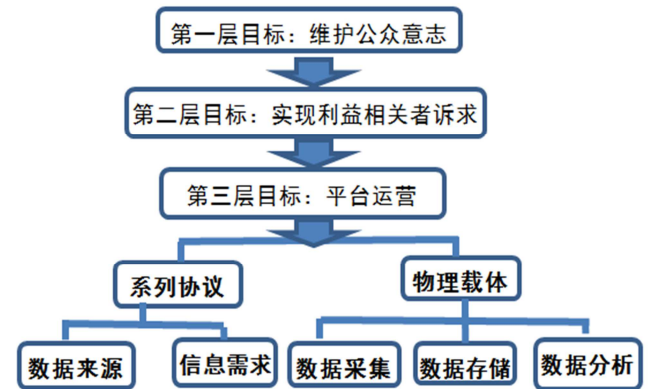 第一层目标：维护公众意志
第二层目标：实现利益相关者诉求
第三层目标：平台运营
系列协议
物理载体
数据来源
信息需求
数据采集
数据存储
数据分析